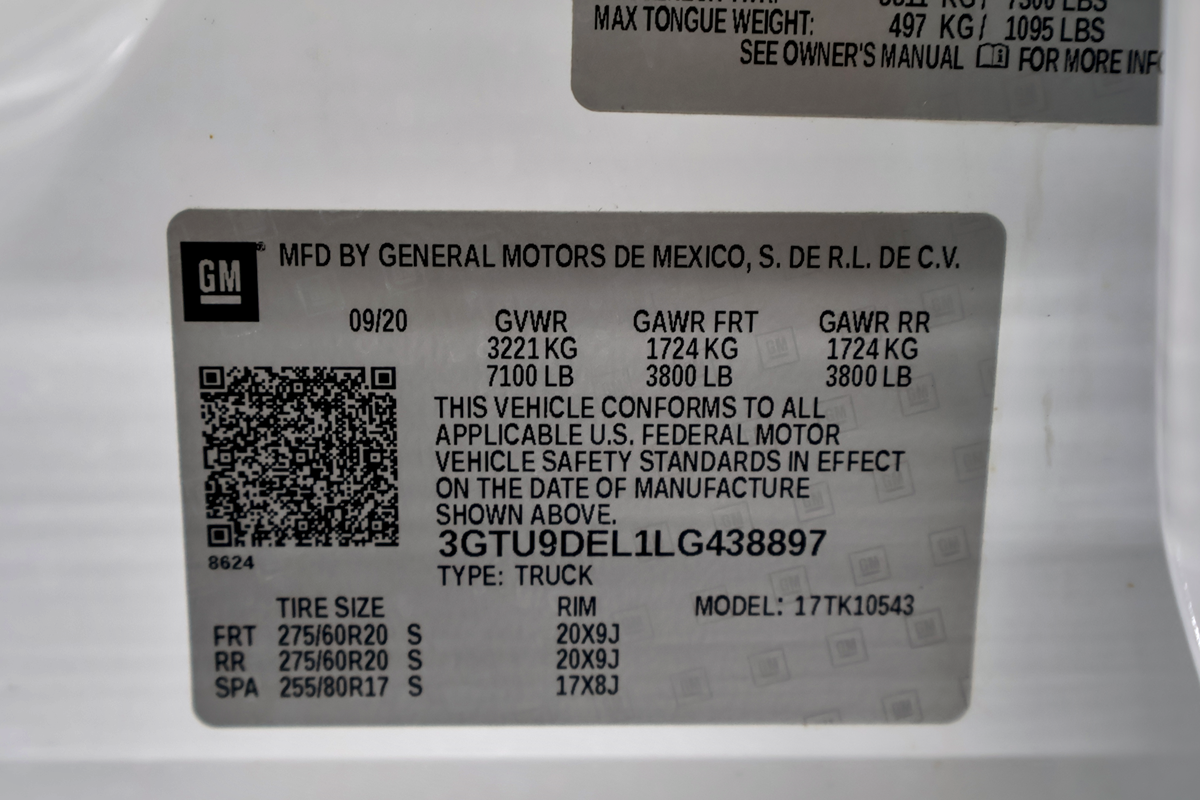 KG / 7300 LBS
MAX TONGUE WEIGHT: 497 KG / 1095 LBS
SEE OWNER'S MANUAL FOR MORE
GM ® MFD BY GENERAL MOTORS DE MEXICO, S. DE R.L. DE C.V.
09/20 GVWR GAWR FRT GAWR RR
3221 KG 1724 KG 1724 KG
7100 LB 3800 LB 3800 LB
THIS VEHICLE CONFORMS TO ALL
APPLICABLE U.S. FEDERAL MOTOR
VEHICLE SAFETY STANDARDS IN EFFECT
ON THE DATE OF MANUFACTURE
SHOWN ABOVE.
3GTU9DEL1LG438897
8624
TYPE: TRUCK
TIRE SIZE RIM MODEL: 17TK10543
FRT 275/60R20 S 20X9J
RR 275/60R20 S 20X9J
SPA 255/80R17 S 17X8J